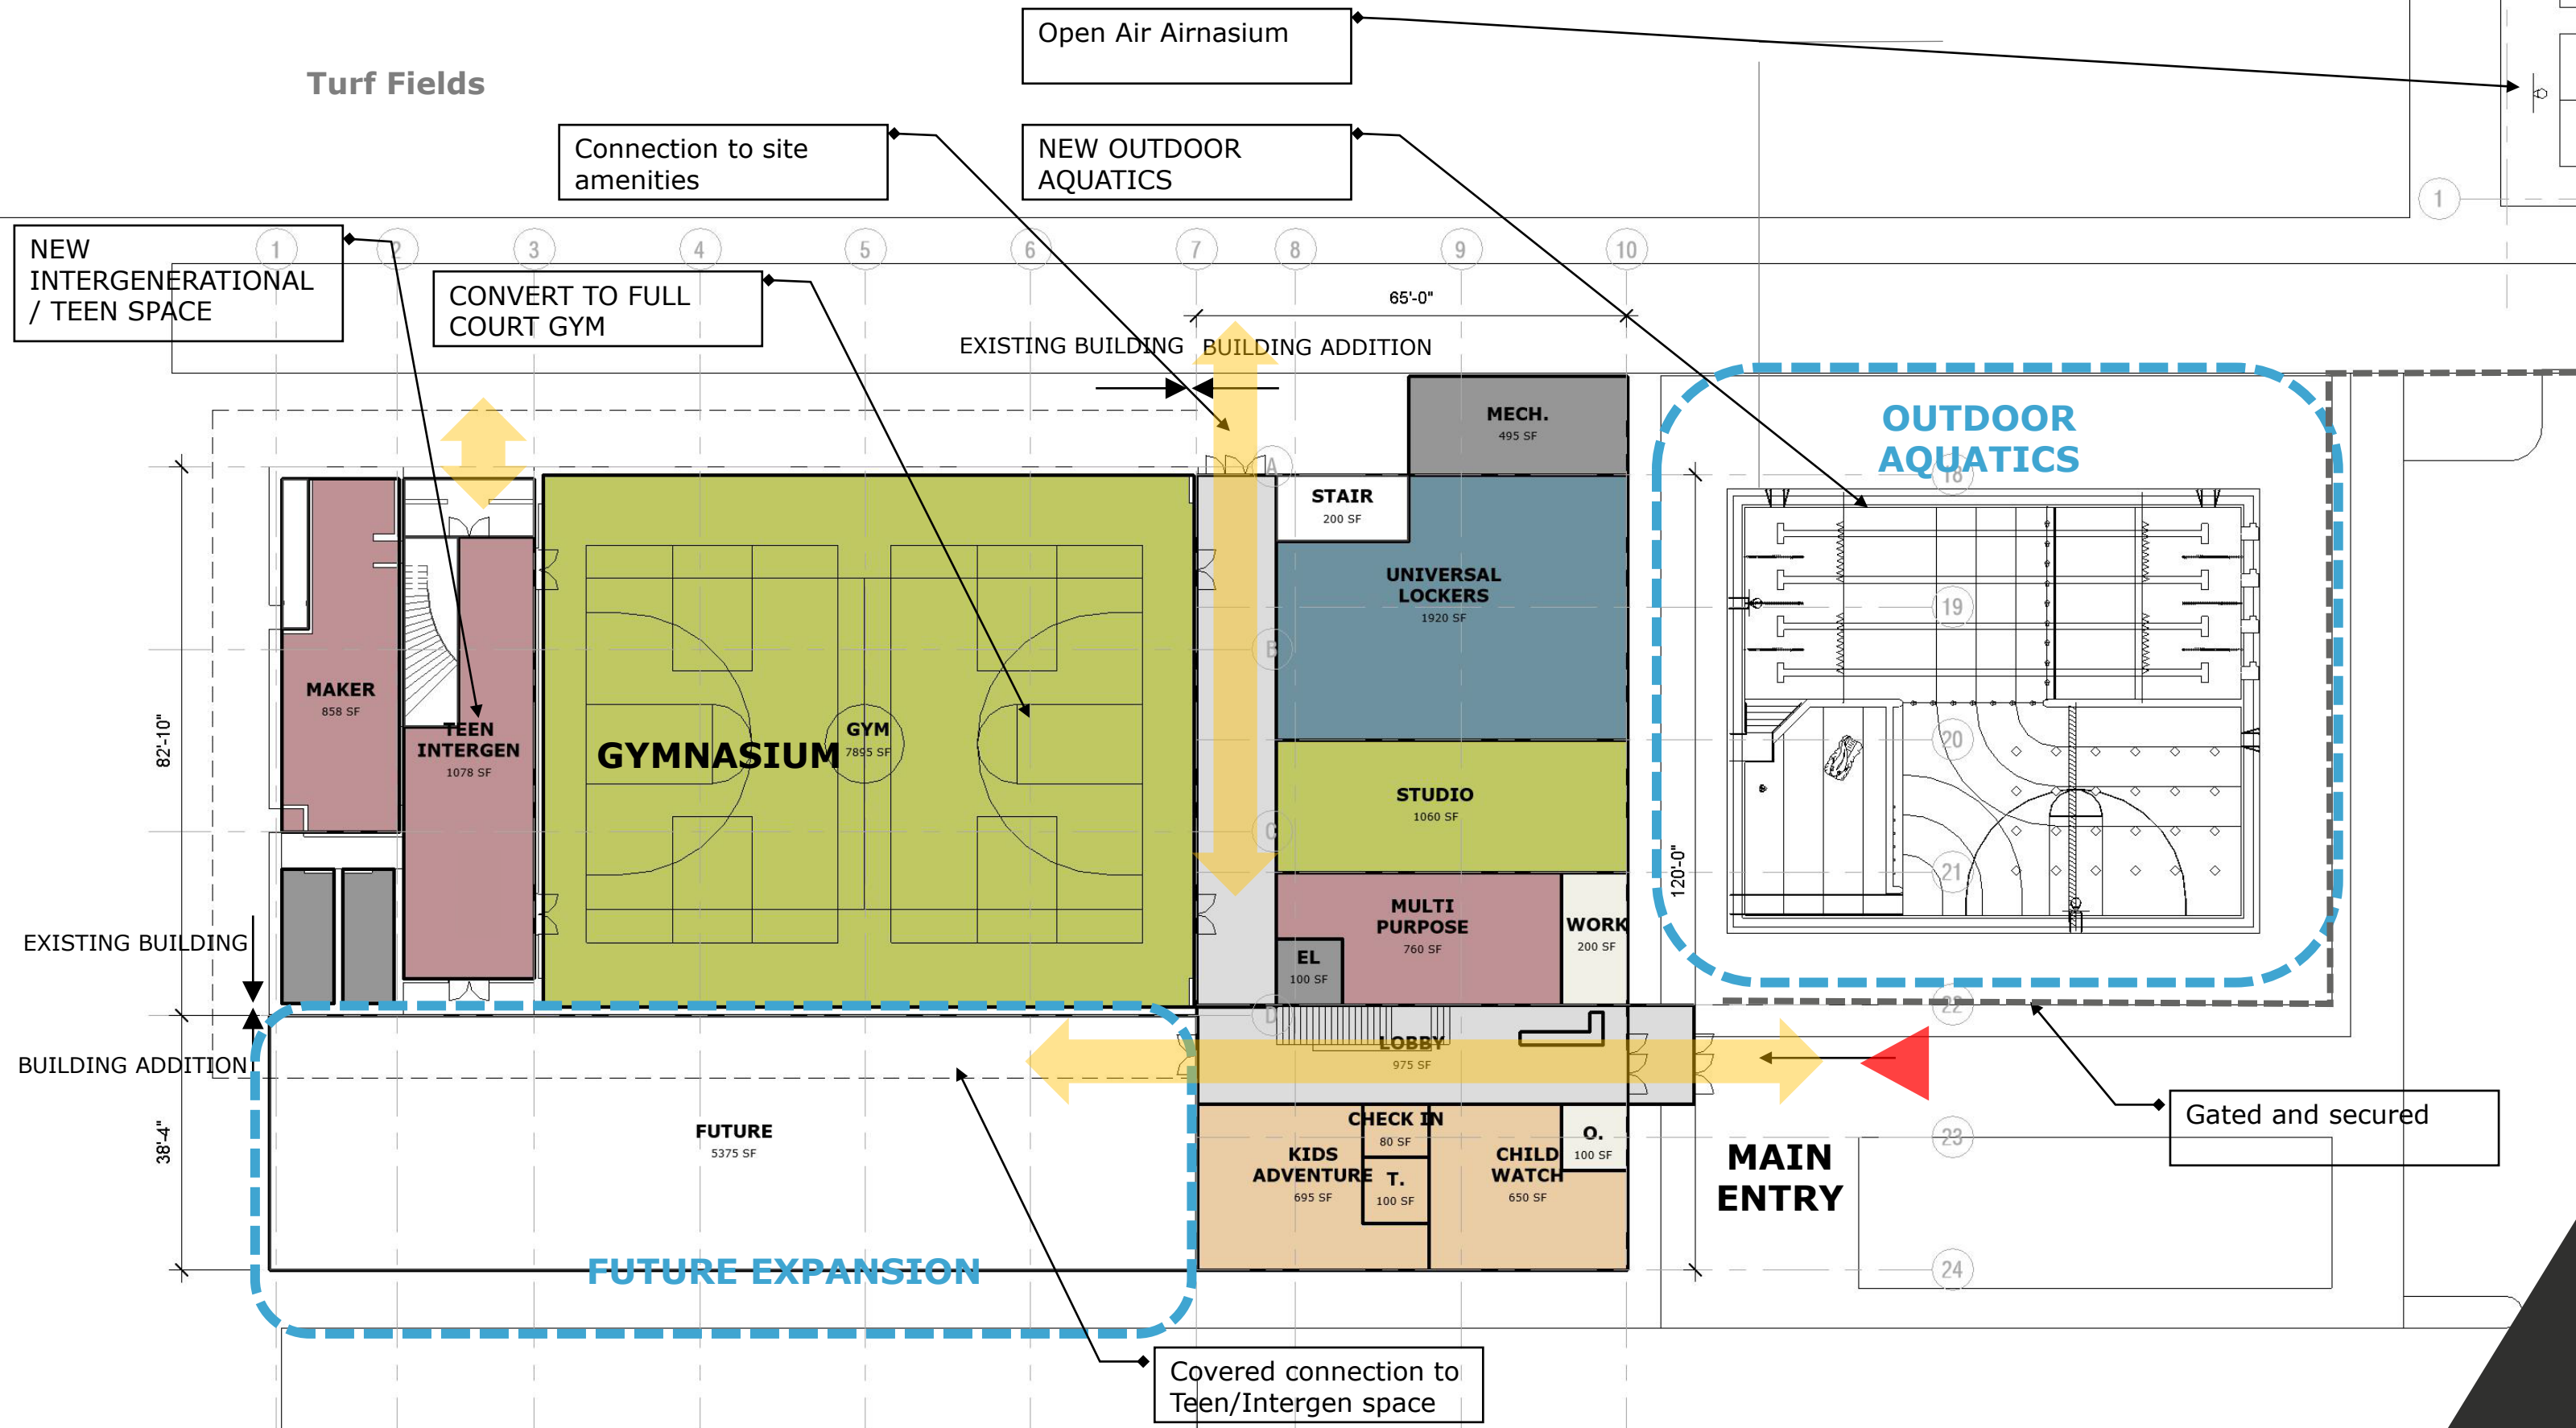 Open Air Airnasium
Turf Fields
Connection to site
amenities
NEW OUTDOOR
AQUATICS
1
NEW
INTERGENERATIONAL
/ TEEN SPACE
1
2
3
4
5
6
7
8
9
10
CONVERT TO FULL
COURT GYM
65'-0"
EXISTING BUILDING
BUILDING ADDITION
MECH.
495 SF
OUTDOOR
AQUATICS
A
18
STAIR
200 SF
UNIVERSAL
LOCKERS
1920 SF
19
B
MAKER
858 SF
TEEN
INTERGEN
1078 SF
GYMNASIUM
GYM
7895 SF
82'-10"
20
STUDIO
1060 SF
C
120'-0"
21
MULTI
PURPOSE
760 SF
WORK
200 SF
EL
100 SF
EXISTING BUILDING
D
22
BUILDING ADDITION
LOBBY
975 SF
Gated and secured
38'-4"
FUTURE
5375 SF
CHECK IN
80 SF
KIDS
ADVENTURE
695 SF
T.
100 SF
CHILD
WATCH
650 SF
O.
100 SF
23
MAIN
ENTRY
FUTURE EXPANSION
24
Covered connection to
Teen/Intergen space